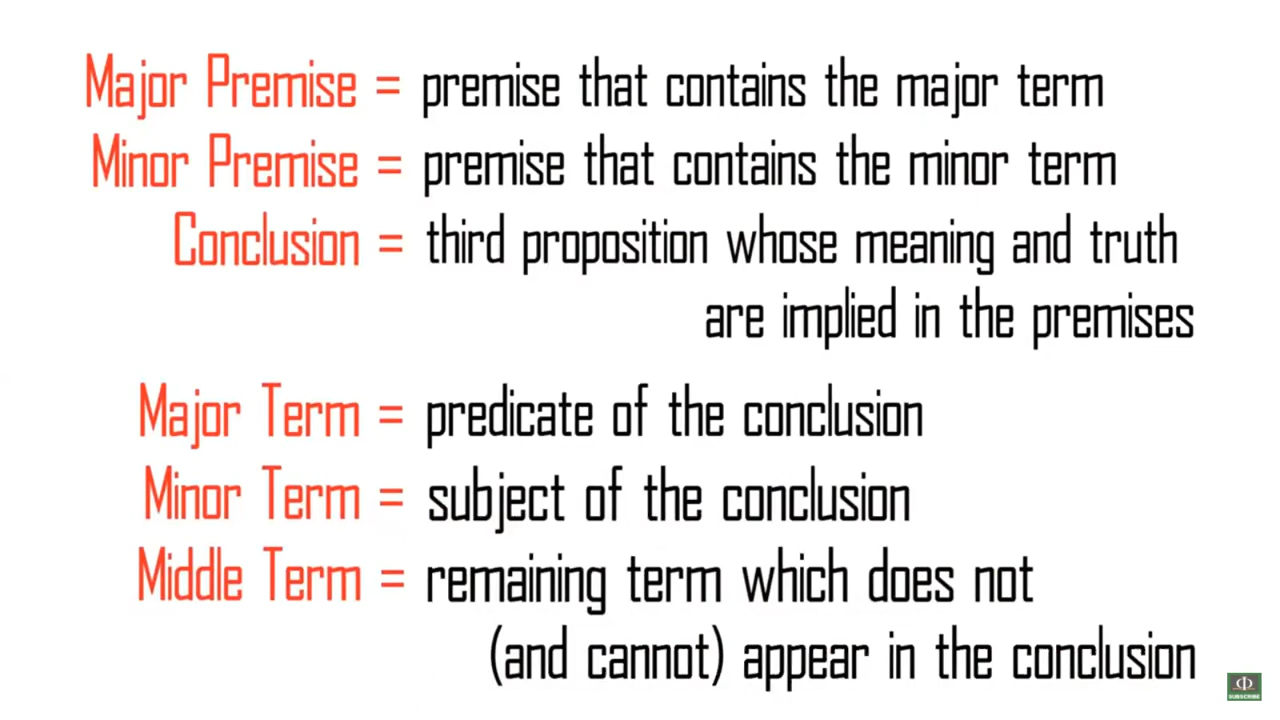 Major Premise = premise that contains the major term
Minor Premise = premise that contains the minor term
Conclusion = third proposition whose meaning and truth
are implied in the premises
Major Term = predicate of the conclusion
Minor Term = subject of the conclusion
Middle Term = remaining term which does not
(and cannot) appear in the conclusion
Φ
SUBSCRIBE